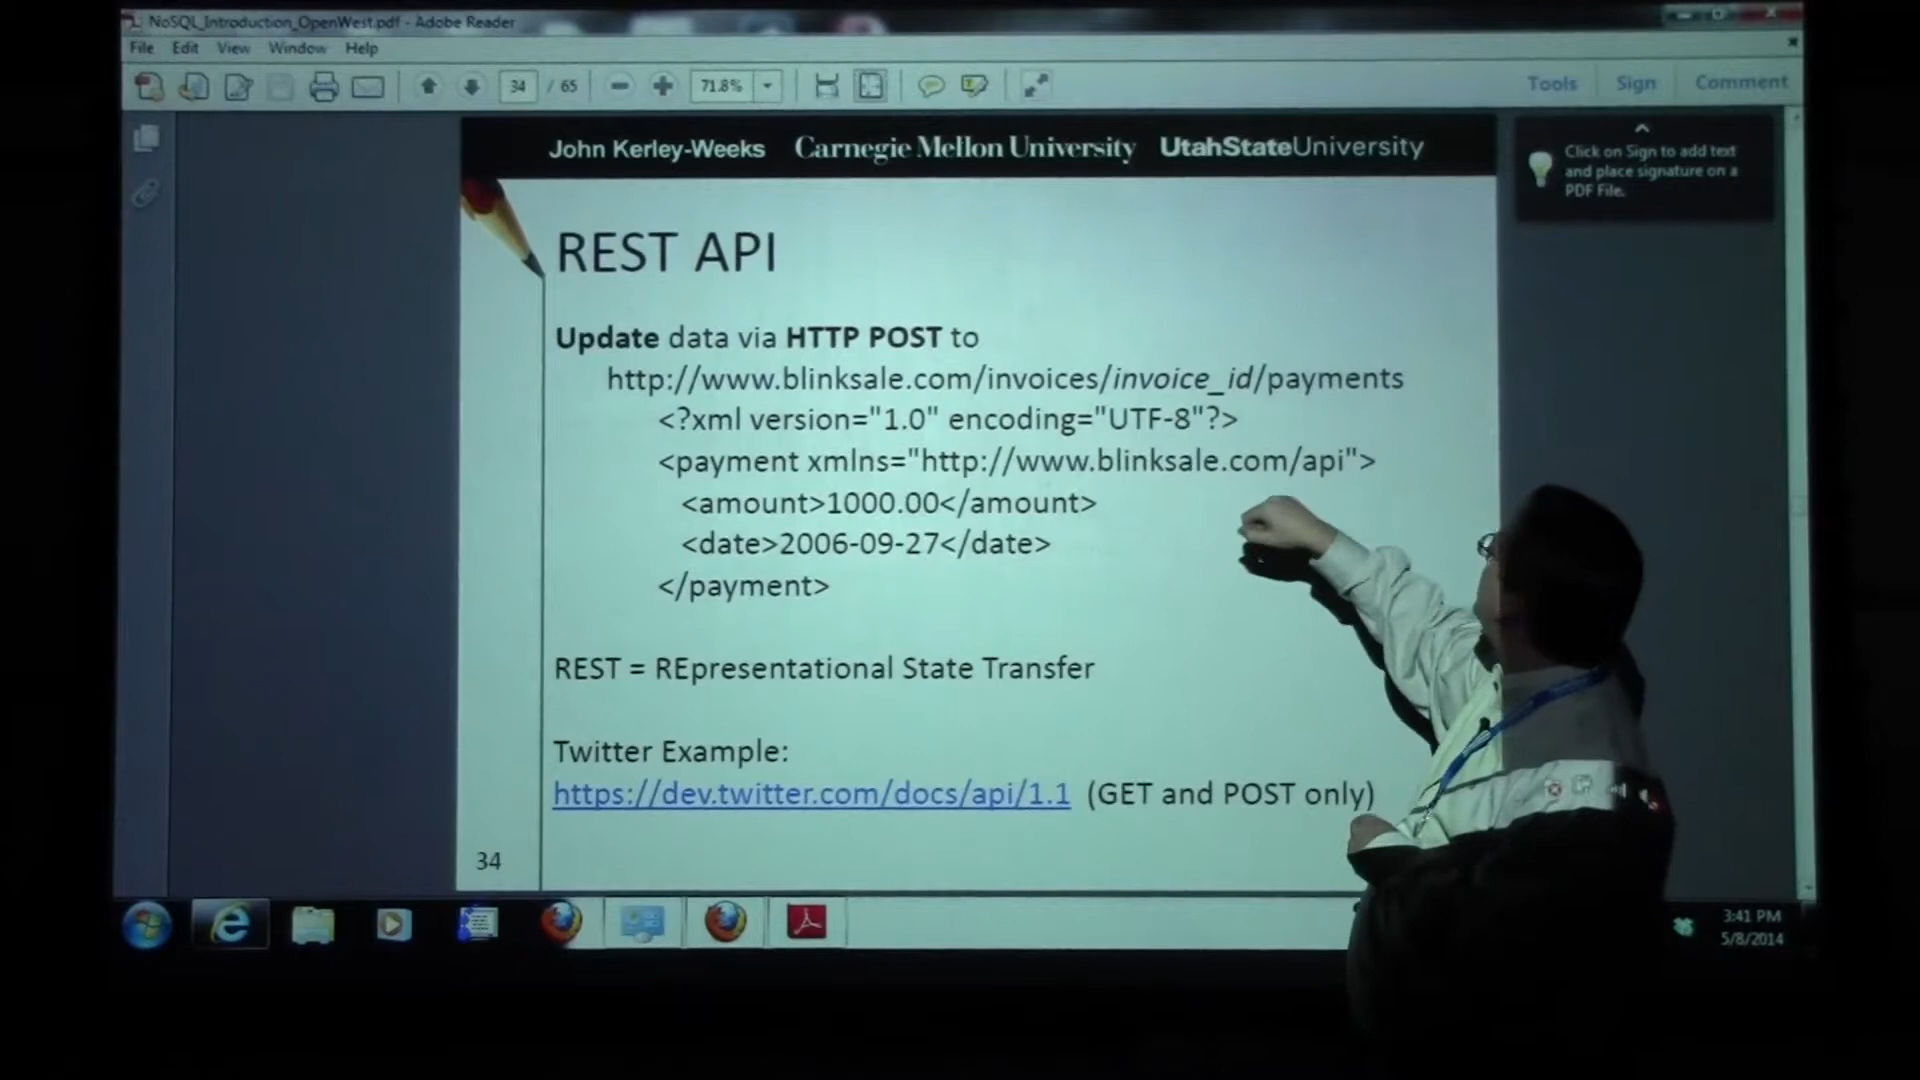 NoSQL_Introduction_OpenWest.pdf - Adobe Reader
File Edit View Window Help
34 / 65 71.8% Tools Sign Comment
John Kerley-Weeks Carnegie Mellon University UtahStateUniversity
Click on Sign to add text
and place signature on a
PDF File.
REST API
Update data via HTTP POST to
http://www.blinksale.com/invoices/invoice_id/payments
<?xml version="1.0" encoding="UTF-8"?>
<payment xmlns="http://www.blinksale.com/api">
<amount>1000.00</amount>
<date>2006-09-27</date>
</payment>
REST = REpresentational State Transfer
Twitter Example:
https://dev.twitter.com/docs/api/1.1 (GET and POST only)
34
3:41 PM
5/8/2014